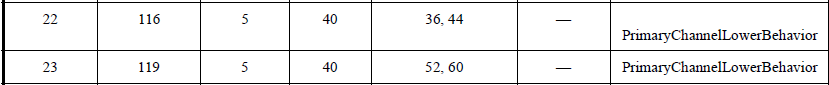 22 116 5 40 36, 44 — PrimaryChannelLowerBehavior
23 119 5 40 52, 60 — PrimaryChannelLowerBehavior